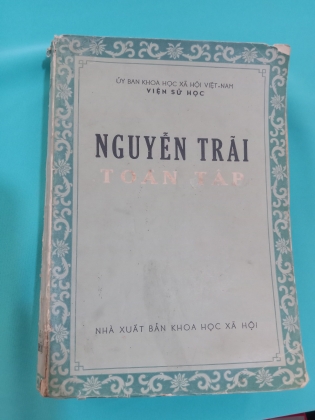 ỦY BAN KHOA HỌC XÃ HỘI VIỆT-NAM
VIỆN SỬ HỌC
NGUYỄN TRÃI
TOÀN TẬP
NHÀ XUẤT BẢN KHOA HỌC XÃ HỘI